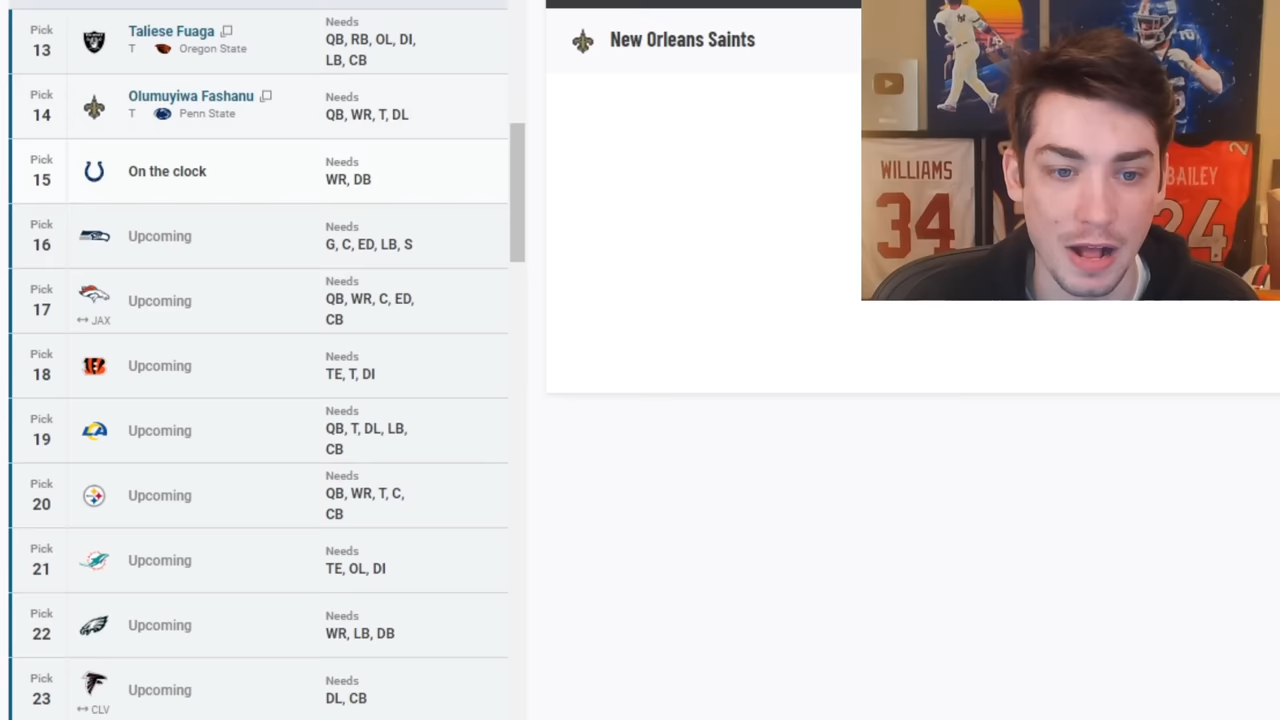 Pick
13
Taliese Fuaga
T Oregon State
Needs
QB, RB, OL, DI,
LB, CB
Pick
14
Olumuyiwa Fashanu
T Penn State
Needs
QB, WR, T, DL
Pick
15
On the clock
Needs
WR, DB
Pick
16
Upcoming
Needs
G, C, ED, LB, S
Pick
17
↔ JAX
Upcoming
Needs
QB, WR, C, ED,
CB
Pick
18
Upcoming
Needs
TE, T, DI
Pick
19
Upcoming
Needs
QB, T, DL, LB,
CB
Pick
20
Upcoming
Needs
QB, WR, T, C,
CB
Pick
21
Upcoming
Needs
TE, OL, DI
Pick
22
Upcoming
Needs
WR, LB, DB
Pick
23
↔ CLV
Upcoming
Needs
DL, CB
New Orleans Saints
WILLIAMS
34
BAILEY
24
2